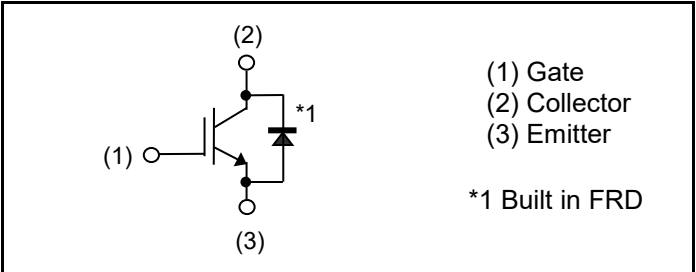 (2)
*1
(1)
(3)
(1) Gate
(2) Collector
(3) Emitter
*1 Built in FRD